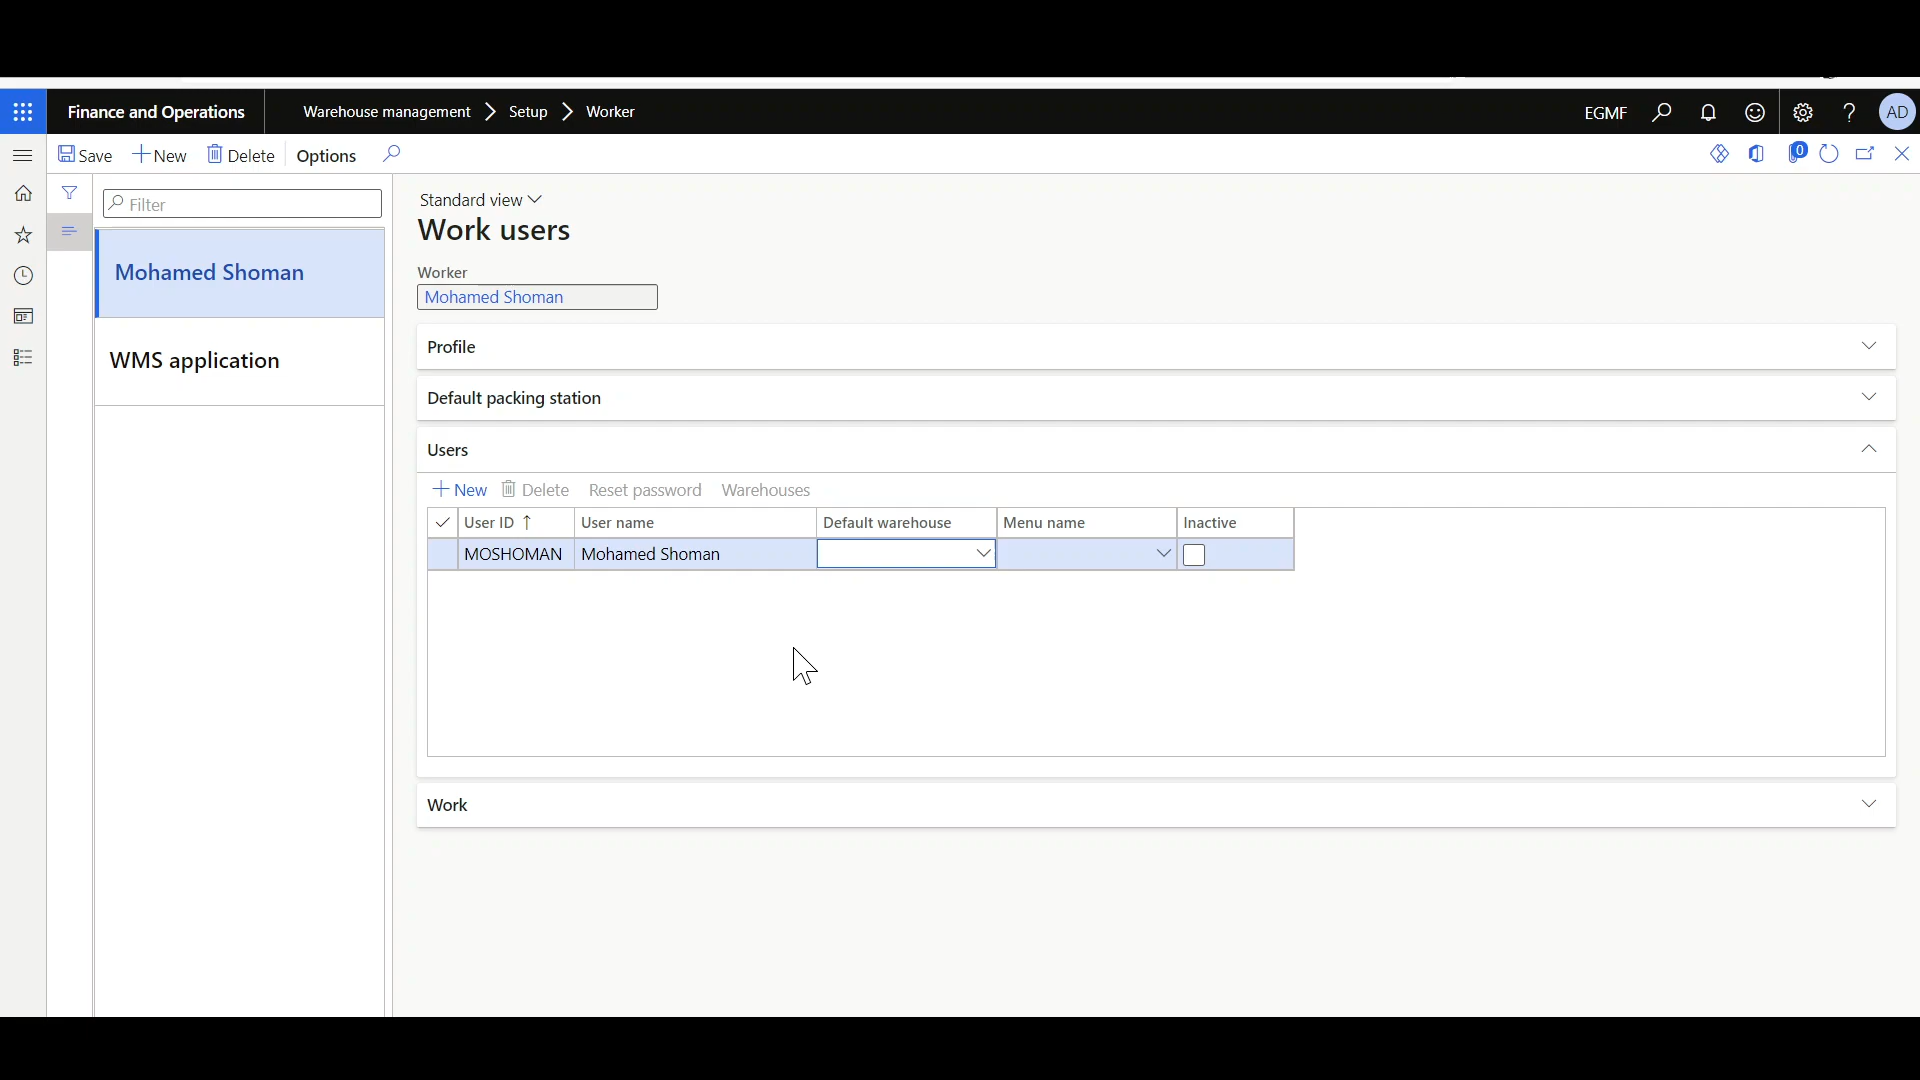 Finance and Operations
Warehouse management > Setup > Worker
EGMF
? AD
Save + New Delete Options
0
Filter
Mohamed Shoman
WMS application
Standard view
Work users
Worker
Mohamed Shoman
Profile
Default packing station
Users
+ New Delete Reset password Warehouses
User ID ↑ User name Default warehouse Menu name Inactive
MOSHOMAN Mohamed Shoman
Work